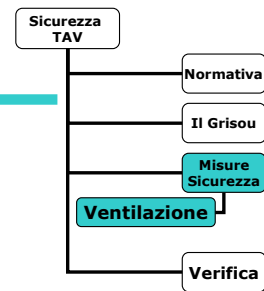 Sicurezza
TAV
Normativa
Il Grisou
Misure
Sicurezza
Ventilazione
Verifica